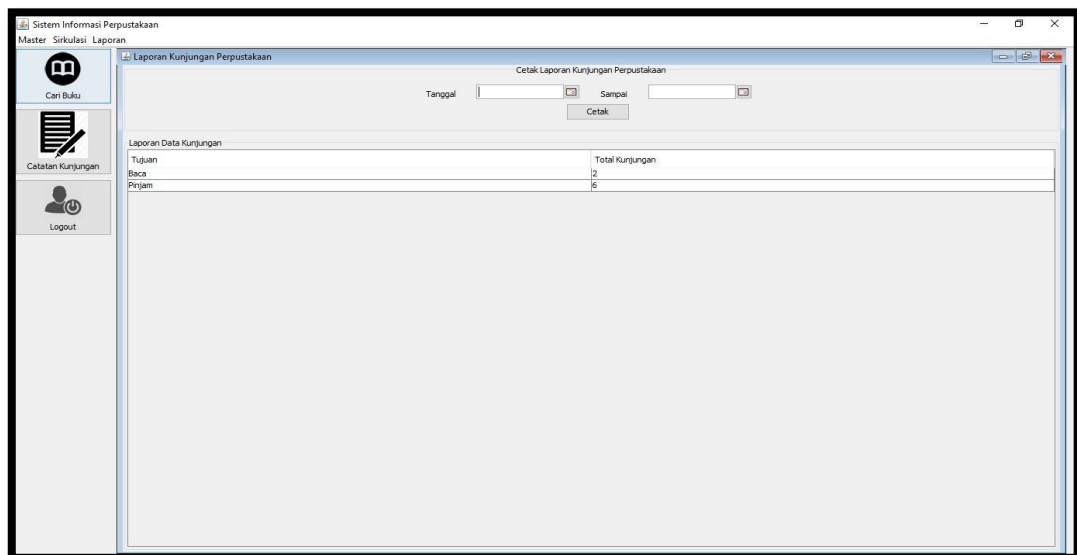 Sistem Informasi Perpustakaan
Master Sirkulasi Laporan
Cari Buku
Catatan Kunjungan
Logout
Laporan Kunjungan Perpustakaan
Cetak Laporan Kunjungan Perpustakaan
Tanggal Sampai
Cetak
Laporan Data Kunjungan
Tujuan Total Kunjungan
Baca 2
Pinjam 6